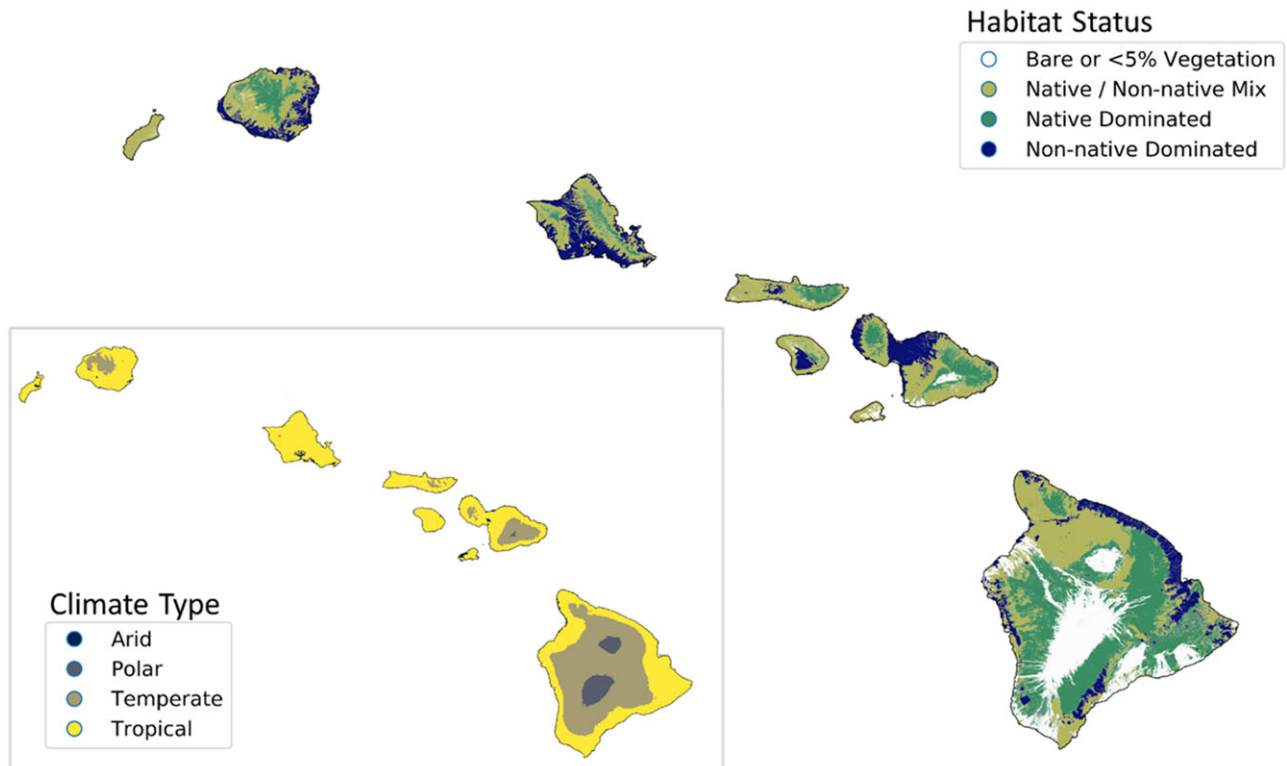 Habitat Status
Bare or <5% Vegetation
Native / Non-native Mix
Native Dominated
Non-native Dominated
Climate Type
Arid
Polar
Temperate
Tropical